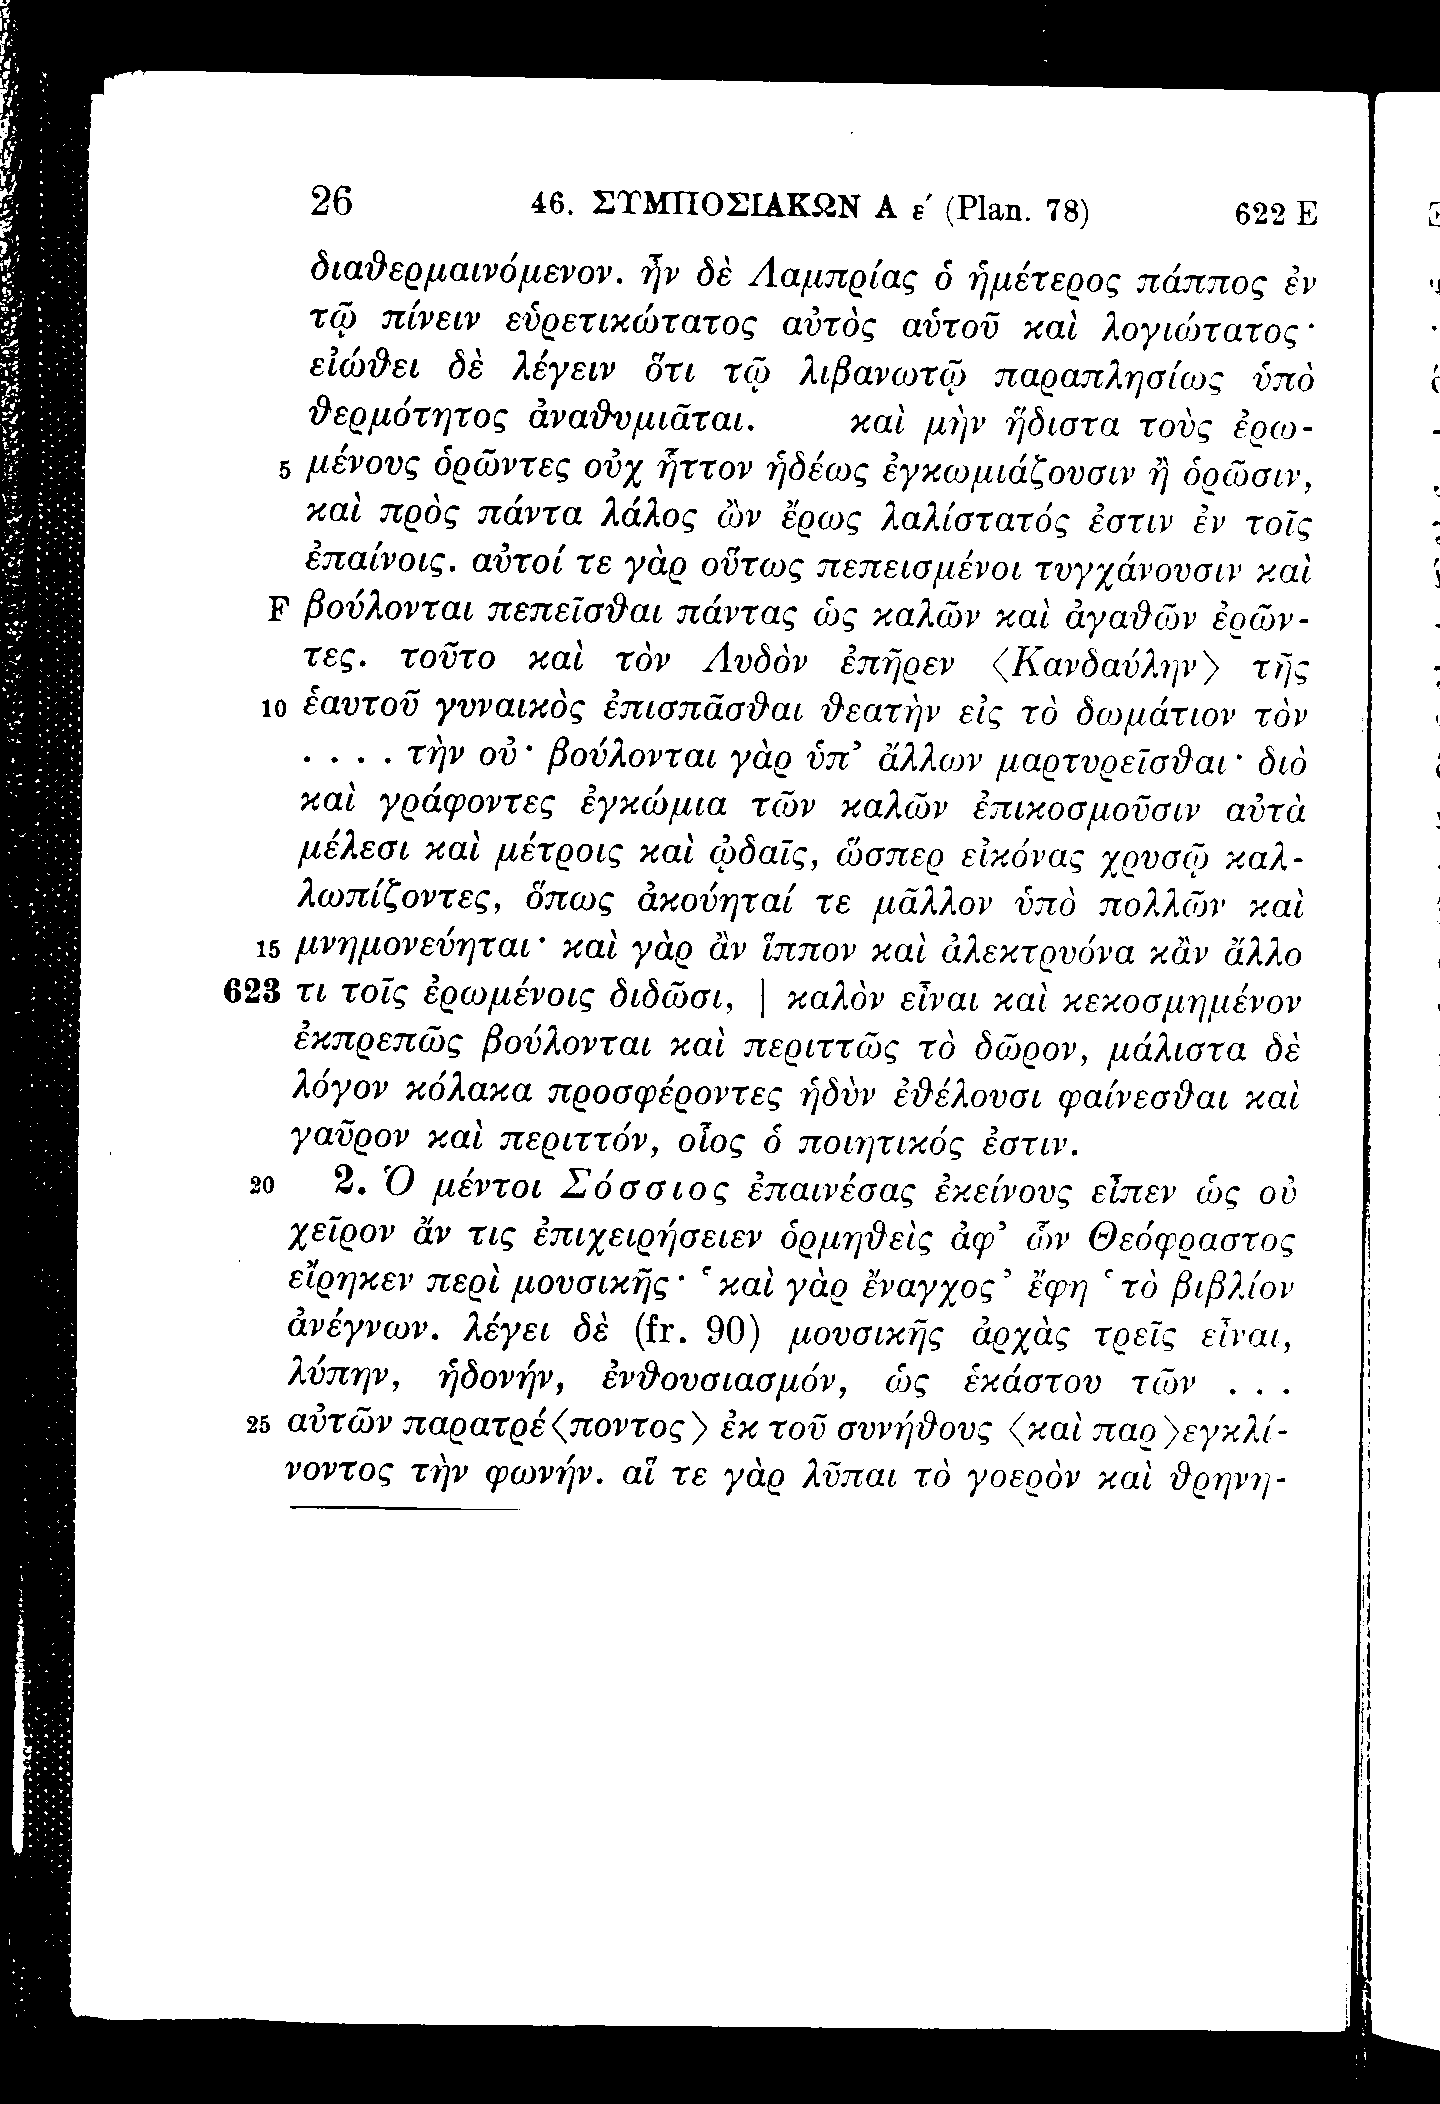 26 46. ΣΥΜΠΟΣΙΑΚΩΝ Α ε′ (Plan. 78) 622 E
διαθερμαινόμενον. ἦν δὲ Λαμπρίας ὁ ἡμέτερος πάππος ἐν
τῷ πίνειν εὑρετικώτατος αὐτὸς αὑτοῦ καὶ λογιώτατος·
εἰώθει δὲ λέγειν ὅτι τῷ λιβανωτῷ παραπλησίως ὑπὸ
θερμότητος ἀναθυμιᾶται. καὶ μὴν ἥδιστα τοὺς ἐρω-
5 μένους ὁρῶντες οὐχ ἧττον ἡδέως ἐγκωμιάζουσιν ἢ ὁρῶσιν,
καὶ πρὸς πάντα λάλος ὢν ἔρως λαλίστατός ἐστιν ἐν τοῖς
ἐπαίνοις. αὐτοί τε γὰρ οὕτως πεπεισμένοι τυγχάνουσιν καὶ
F βούλονται πεπεῖσθαι πάντας ὡς καλῶν καὶ ἀγαθῶν ἐρῶν-
τες. τοῦτο καὶ τὸν Λυδὸν ἐπῆρεν ⟨Κανδαύλην⟩ τῆς
10 ἑαυτοῦ γυναικὸς ἐπισπᾶσθαι θεατὴν εἰς τὸ δωμάτιον τὸν
. . . . τὴν οὐ· βούλονται γὰρ ὑπ’ ἄλλων μαρτυρεῖσθαι· διὸ
καὶ γράφοντες ἐγκώμια τῶν καλῶν ἐπικοσμοῦσιν αὐτὰ
μέλεσι καὶ μέτροις καὶ ᾠδαῖς, ὥσπερ εἰκόνας χρυσῷ καλ-
λωπίζοντες, ὅπως ἀκούηταί τε μᾶλλον ὑπὸ πολλῶν καὶ
15 μνημονεύηται· καὶ γὰρ ἂν ἵππον καὶ ἀλεκτρυόνα κἂν ἄλλο
623 τι τοῖς ἐρωμένοις διδῶσι, | καλὸν εἶναι καὶ κεκοσμημένον
ἐκπρεπῶς βούλονται καὶ περιττῶς τὸ δῶρον, μάλιστα δὲ
λόγον κόλακα προσφέροντες ἡδὺν ἐθέλουσι φαίνεσθαι καὶ
γαῦρον καὶ περιττόν, οἷος ὁ ποιητικός ἐστιν.
20 2. Ὁ μέντοι Σόσσιος ἐπαινέσας ἐκείνους εἶπεν ὡς οὐ
χεῖρον ἄν τις ἐπιχειρήσειεν ὁρμηθεὶς ἀφ’ ὧν Θεόφραστος
εἴρηκεν περὶ μουσικῆς· ‘καὶ γὰρ ἔναγχος’ ἔφη ‘τὸ βιβλίον
ἀνέγνων. λέγει δὲ (fr. 90) μουσικῆς ἀρχὰς τρεῖς εἶναι,
λύπην, ἡδονήν, ἐνθουσιασμόν, ὡς ἑκάστου τῶν . . .
25 αὐτῶν παρατρέ⟨ποντος⟩ ἐκ τοῦ συνήθους ⟨καὶ παρ⟩εγκλί-
νοντος τὴν φωνήν. αἵ τε γὰρ λῦπαι τὸ γοερὸν καὶ θρηνη-